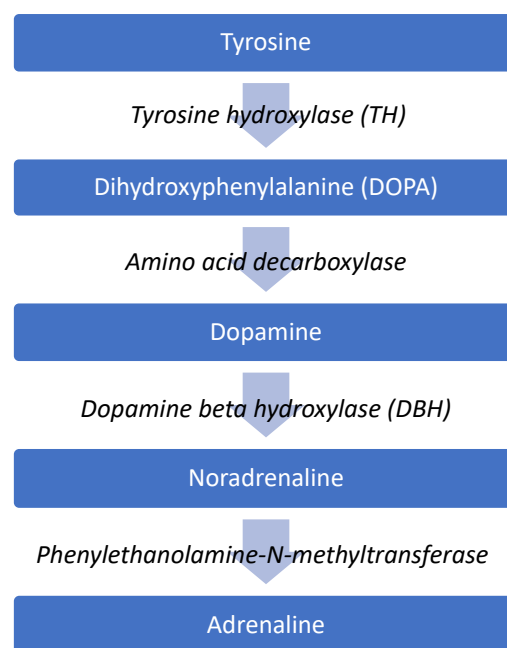 Tyrosine
Tyrosine hydroxylase (TH)
Dihydroxyphenylalanine (DOPA)
Amino acid decarboxylase
Dopamine
Dopamine beta hydroxylase (DBH)
Noradrenaline
Phenylethanolamine-N-methyltransferase
Adrenaline